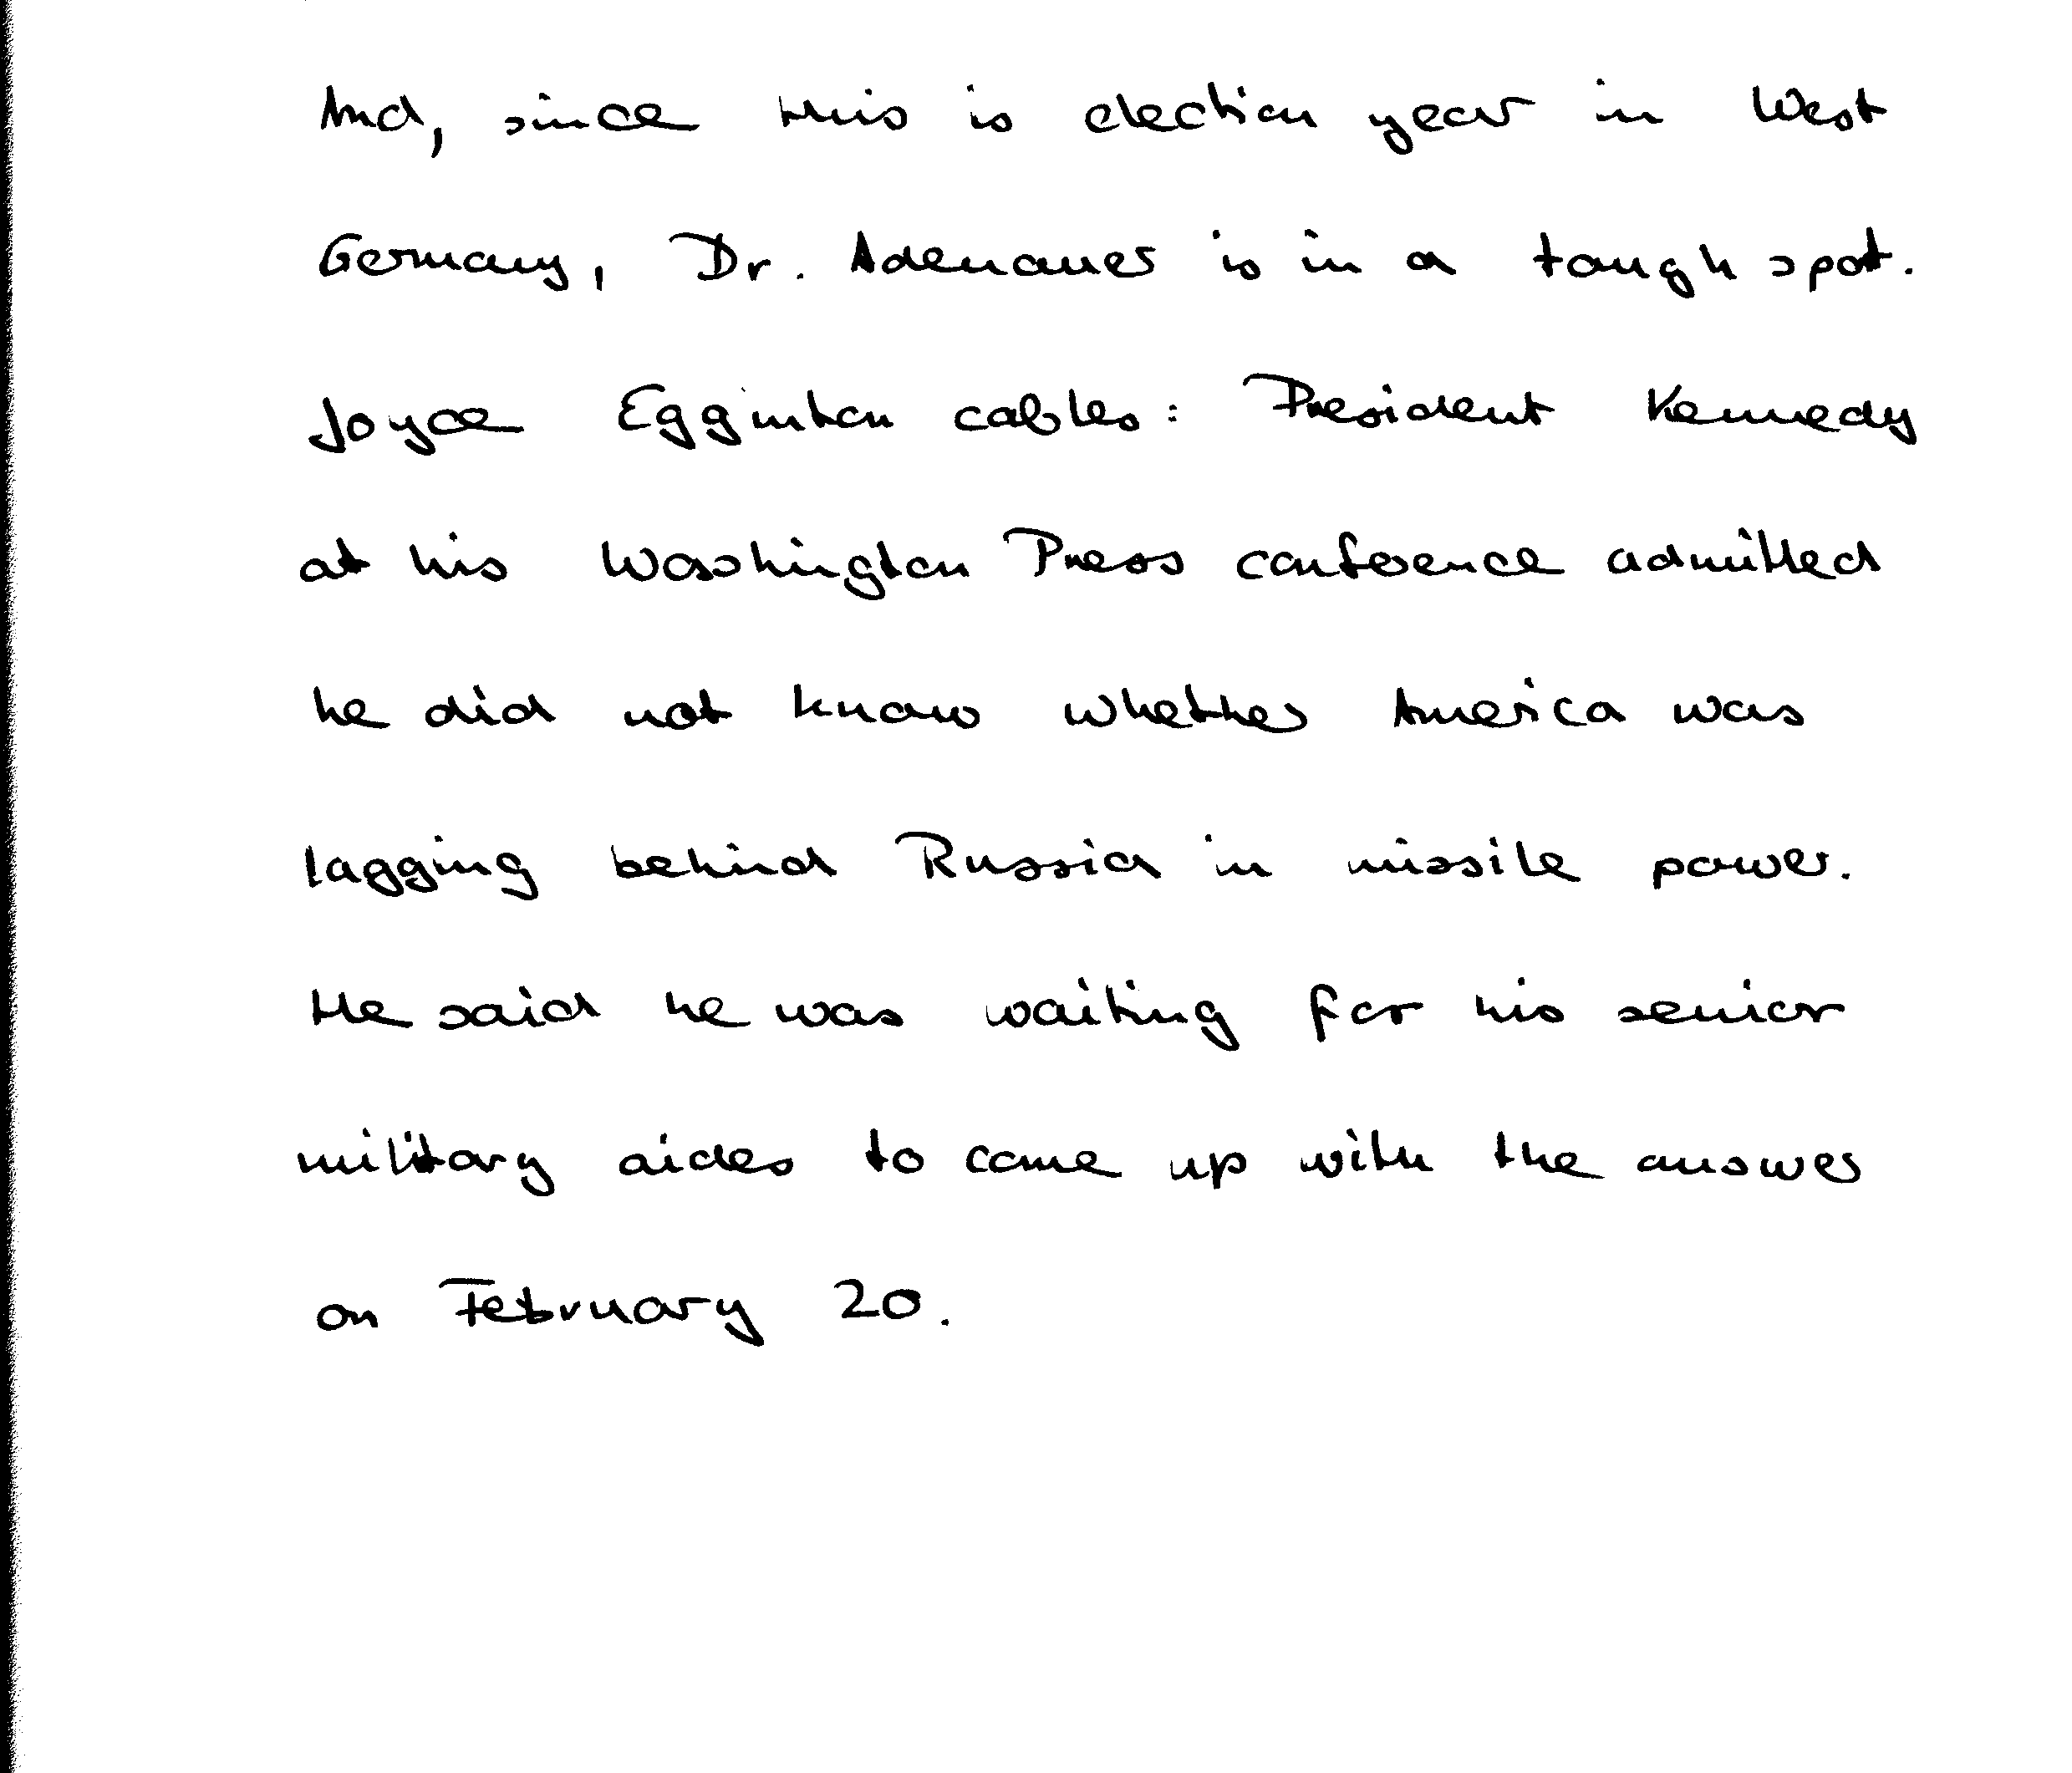 And, since this is election year in West
Germany, Dr. Adenauer is in a tough spot.
Joyce Egginton cables: President Kennedy
at his Washington Press conference admitted
he did not know whether America was
lagging behind Russia in missile power.
He said he was waiting for his senior
military aides to come up with the answer
on February 20.